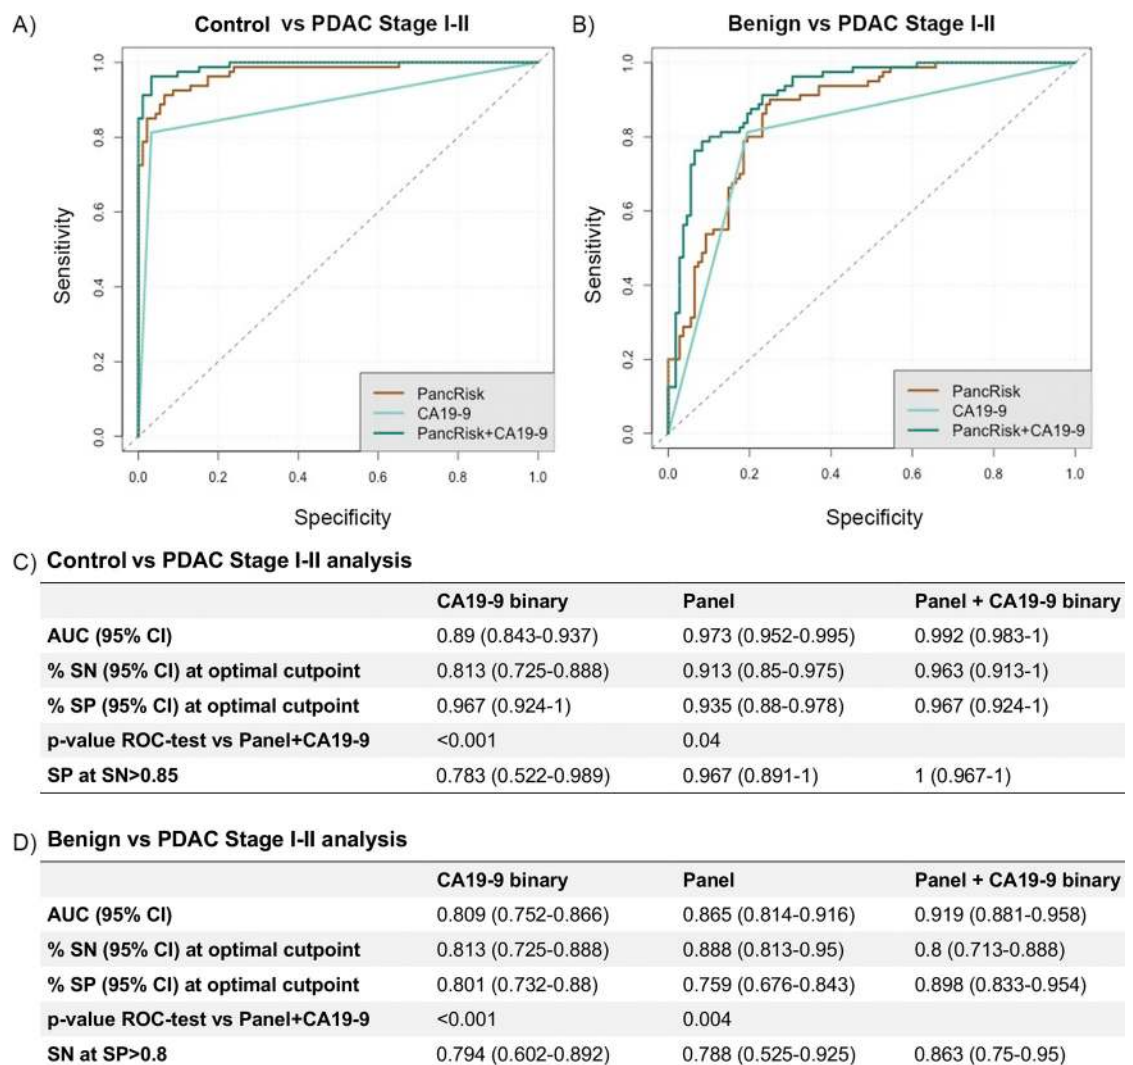 A) Control vs PDAC Stage I-II
Sensitivity
0.0 0.2 0.4 0.6 0.8 1.0
0.0 0.2 0.4 0.6 0.8 1.0
Specificity
PancRisk
CA19-9
PancRisk+CA19-9
B) Benign vs PDAC Stage I-II
Sensitivity
0.0 0.2 0.4 0.6 0.8 1.0
0.0 0.2 0.4 0.6 0.8 1.0
Specificity
PancRisk
CA19-9
PancRisk+CA19-9
C) Control vs PDAC Stage I-II analysis
CA19-9 binary Panel Panel + CA19-9 binary
AUC (95% CI) 0.89 (0.843-0.937) 0.973 (0.952-0.995) 0.992 (0.983-1)
% SN (95% CI) at optimal cutpoint 0.813 (0.725-0.888) 0.913 (0.85-0.975) 0.963 (0.913-1)
% SP (95% CI) at optimal cutpoint 0.967 (0.924-1) 0.935 (0.88-0.978) 0.967 (0.924-1)
p-value ROC-test vs Panel+CA19-9 <0.001 0.04
SP at SN>0.85 0.783 (0.522-0.989) 0.967 (0.891-1) 1 (0.967-1)
D) Benign vs PDAC Stage I-II analysis
CA19-9 binary Panel Panel + CA19-9 binary
AUC (95% CI) 0.809 (0.752-0.866) 0.865 (0.814-0.916) 0.919 (0.881-0.958)
% SN (95% CI) at optimal cutpoint 0.813 (0.725-0.888) 0.888 (0.813-0.95) 0.8 (0.713-0.888)
% SP (95% CI) at optimal cutpoint 0.801 (0.732-0.88) 0.759 (0.676-0.843) 0.898 (0.833-0.954)
p-value ROC-test vs Panel+CA19-9 <0.001 0.004
SN at SP>0.8 0.794 (0.602-0.892) 0.788 (0.525-0.925) 0.863 (0.75-0.95)